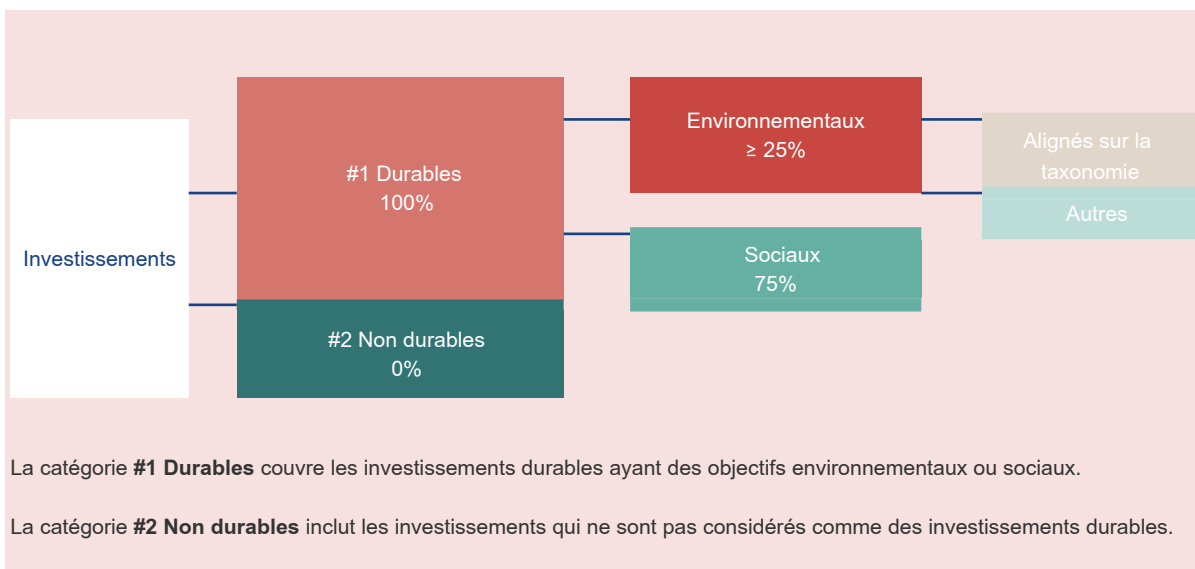 Investissements
#1 Durables
100%
#2 Non durables
0%
Environnementaux
≥ 25%
Sociaux
75%
Alignés sur la
taxonomie
Autres
La catégorie #1 Durables couvre les investissements durables ayant des objectifs environnementaux ou sociaux.
La catégorie #2 Non durables inclut les investissements qui ne sont pas considérés comme des investissements durables.